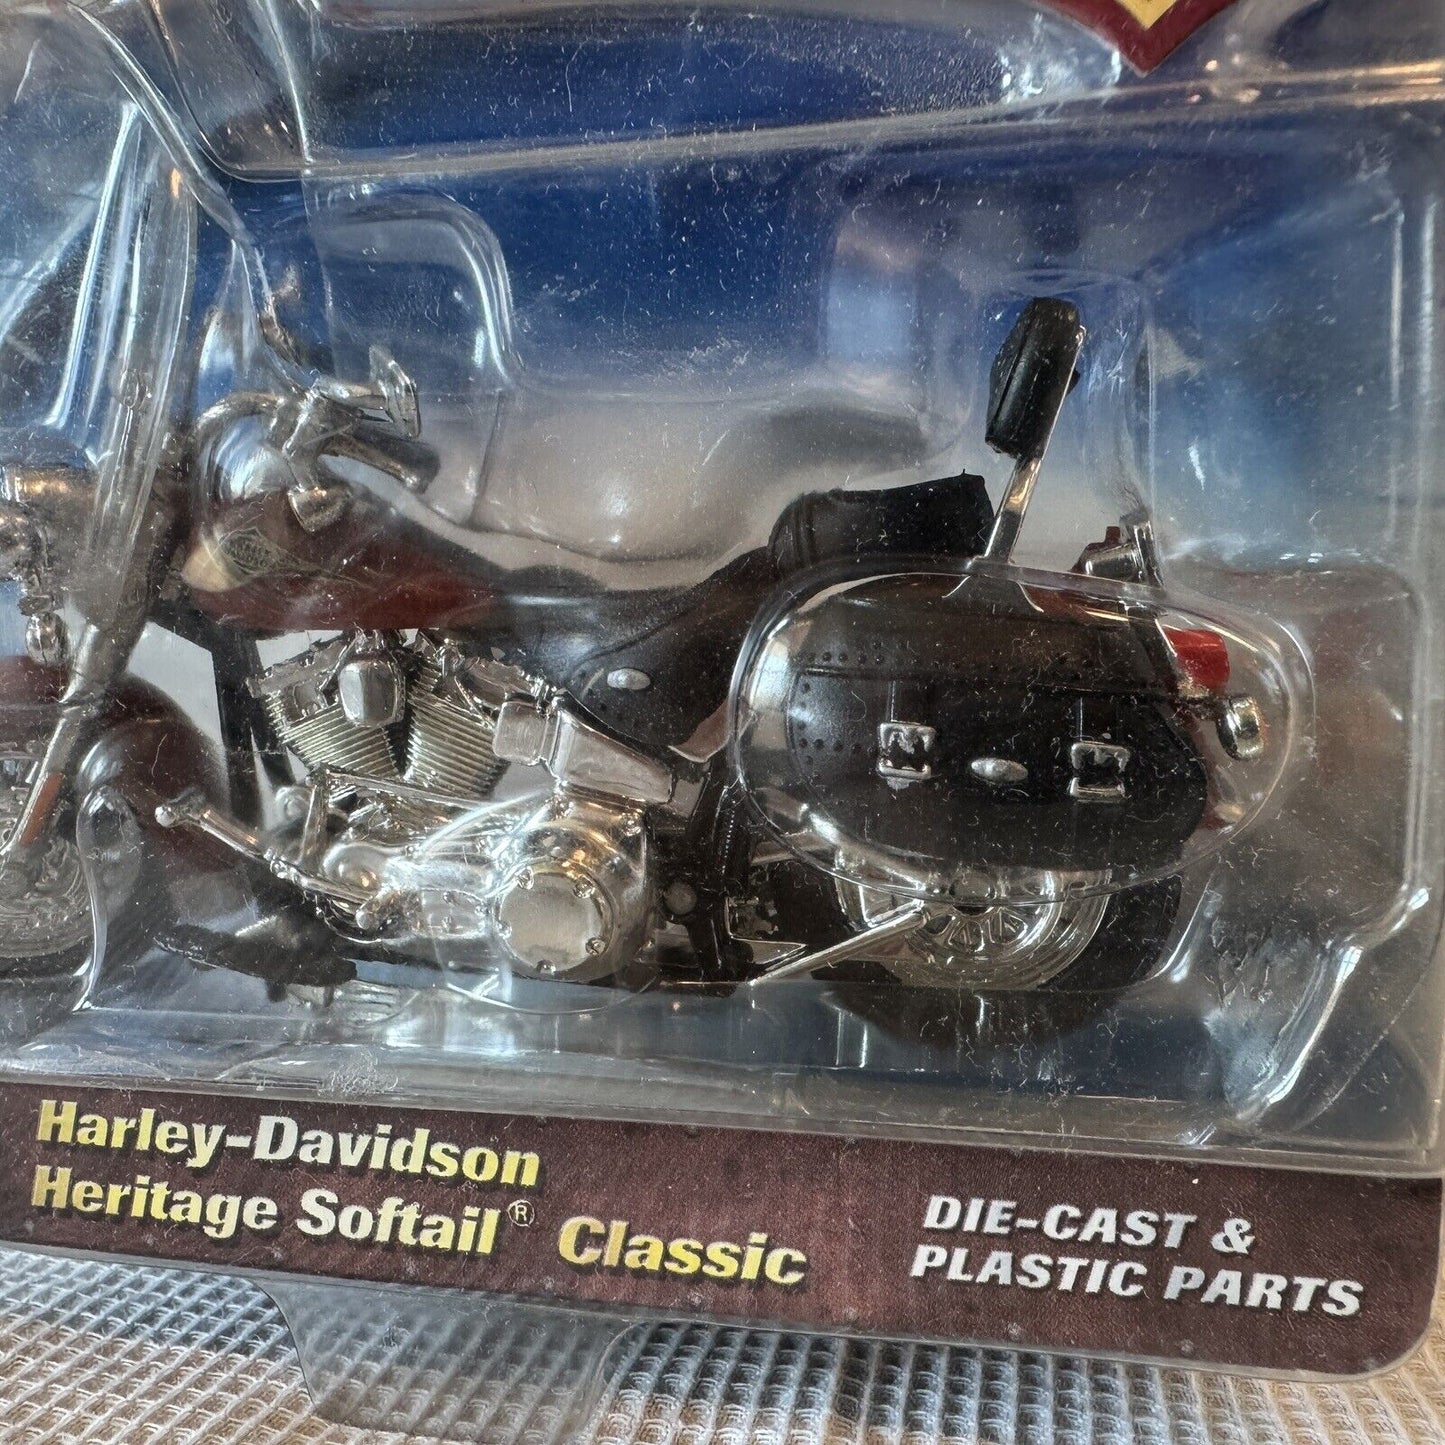 Harley-Davidson
Heritage Softail® Classic
DIE-CAST &
PLASTIC PARTS